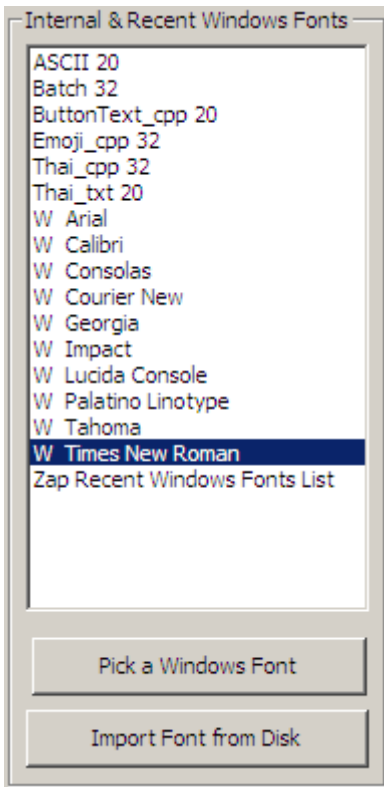 Internal & Recent Windows Fonts
ASCII 20
Batch 32
ButtonText_cpp 20
Emoji_cpp 32
Thai_cpp 32
Thai_txt 20
W  Arial
W  Calibri
W  Consolas
W  Courier New
W  Georgia
W  Impact
W  Lucida Console
W  Palatino Linotype
W  Tahoma
W  Times New Roman
Zap Recent Windows Fonts List
Pick a Windows Font
Import Font from Disk